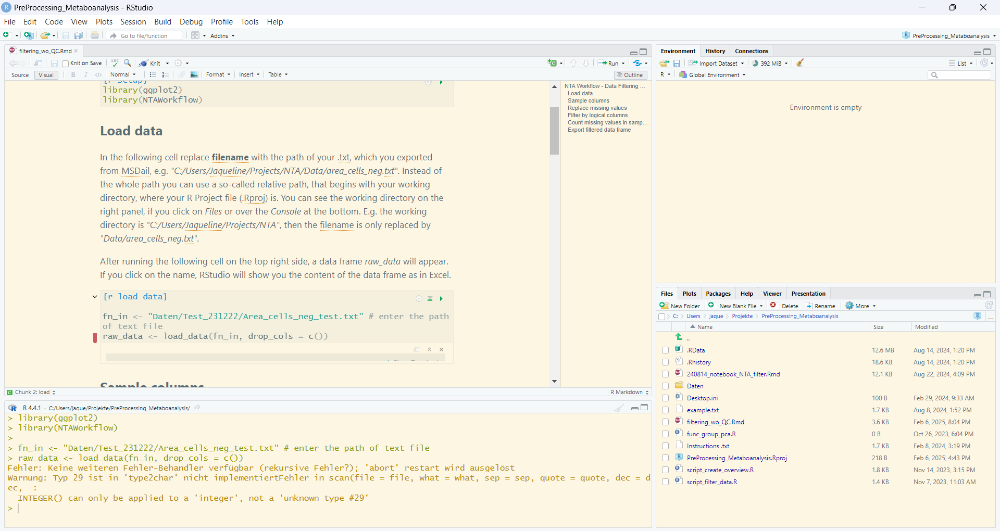 PreProcessing_Metaboanalysis - RStudio
File Edit Code View Plots Session Build Debug Profile Tools Help
Go to file/function Addins
PreProcessing_Metaboanalysis
filtering_wo_QC.Rmd
Knit on Save ABC Knit Run
Source Visual B I </> Normal Format Insert Table Outline
{r setup}
library(ggplot2)
library(NTAWorkflow)
Load data
In the following cell replace filename with the path of your .txt, which you exported
from MSDail, e.g. "C:/Users/Jaqueline/Projects/NTA/Data/area_cells_neg.txt". Instead of
the whole path you can use a so-called relative path, that begins with your working
directory, where your R Project file (.Rproj) is. You can see the working directory on the
right panel, if you click on Files or over the Console at the bottom. E.g. the working
directory is "C:/Users/Jaqueline/Projects/NTA", then the filename is only replaced by
"Data/area_cells_neg.txt".
After running the following cell on the top right side, a data frame raw_data will appear.
If you click on the name, RStudio will show you the content of the data frame as in Excel.
{r load data}
fn_in <- "Daten/Test_231222/Area_cells_neg_test.txt" # enter the path
of text file
raw_data <- load_data(fn_in, drop_cols = c())
Sample columns
NTA Workflow - Data Filtering ...
Load data
Sample columns
Replace missing values
Filter by logical columns
Count missing values in samp...
Export filtered data frame
Chunk 2: load R Markdown
R 4.4.1 · C:/Users/jaque/Projekte/PreProcessing_Metaboanalysis/
> library(ggplot2)
> library(NTAWorkflow)
>
> fn_in <- "Daten/Test_231222/Area_cells_neg_test.txt" # enter the path of text file
> raw_data <- load_data(fn_in, drop_cols = c())
Fehler: Keine weiteren Fehler-Behandler verfügbar (rekursive Fehler?); 'abort' restart wird ausgelöst
Warnung: Typ 29 ist in 'type2char' nicht implementiertFehler in scan(file = file, what = what, sep = sep, quote = quote, dec = d
ec,  :
INTEGER() can only be applied to a 'integer', not a 'unknown type #29'
>
Environment History Connections
Import Dataset 392 MiB List
R Global Environment
Environment is empty
Files Plots Packages Help Viewer Presentation
New Folder New Blank File Delete Rename More
C: Users jaque Projekte PreProcessing_Metaboanalysis ...
Name Size Modified
..
.RData 12.6 MB Aug 14, 2024, 1:20 PM
.Rhistory 18.6 KB Aug 14, 2024, 1:20 PM
240814_notebook_NTA_filter.Rmd 12.1 KB Aug 22, 2024, 4:09 PM
Daten
Desktop.ini 100 B Feb 29, 2024, 9:33 AM
example.txt 1.7 KB Aug 8, 2024, 1:52 PM
filtering_wo_QC.Rmd 3.6 KB Feb 6, 2025, 8:04 PM
func_group_pca.R 0 B Oct 26, 2023, 6:04 PM
Instructions .txt 1.7 KB Feb 8, 2024, 3:19 PM
PreProcessing_Metaboanalysis.Rproj 218 B Feb 6, 2025, 4:43 PM
script_create_overview.R 1.8 KB Nov 14, 2023, 3:15 PM
script_filter_data.R 1.4 KB Nov 7, 2023, 11:03 AM